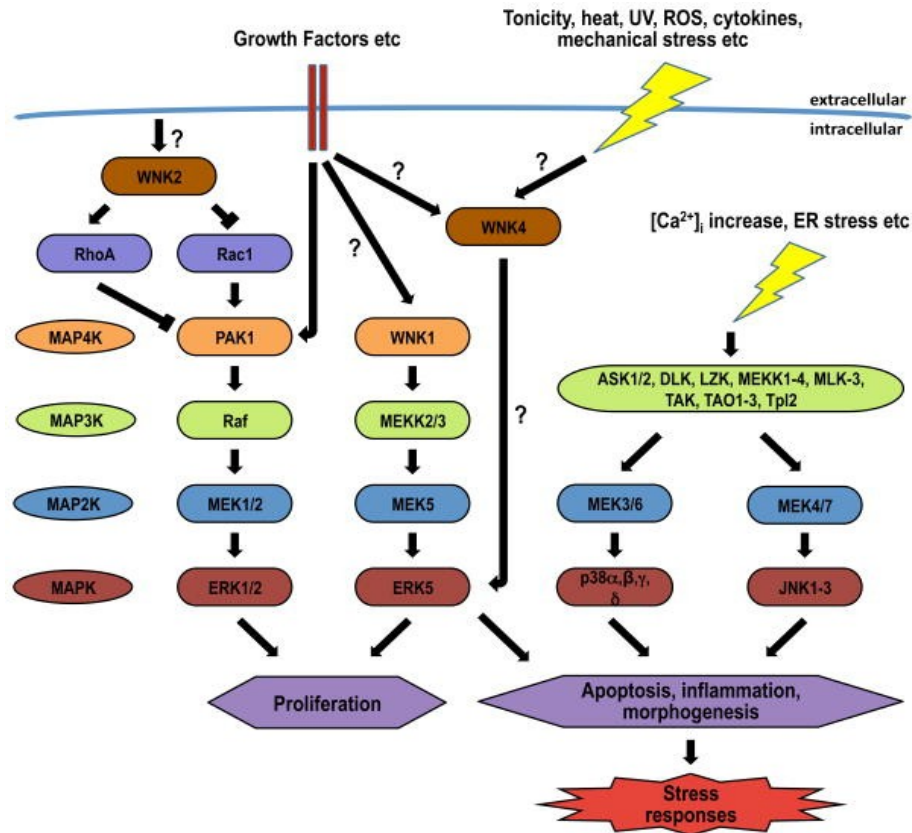 Tonicity, heat, UV, ROS, cytokines,
mechanical stress etc
Growth Factors etc
extracellular
intracellular
?
WNK2
?
?
WNK4
?
[Ca²⁺]ᵢ increase, ER stress etc
RhoA
Rac1
MAP4K
PAK1
WNK1
ASK1/2, DLK, LZK, MEKK1-4, MLK-3,
TAK, TAO1-3, Tpl2
MAP3K
Raf
MEKK2/3
?
MAP2K
MEK1/2
MEK5
MEK3/6
MEK4/7
MAPK
ERK1/2
ERK5
p38α,β,γ,
δ
JNK1-3
Proliferation
Apoptosis, inflammation,
morphogenesis
Stress
responses